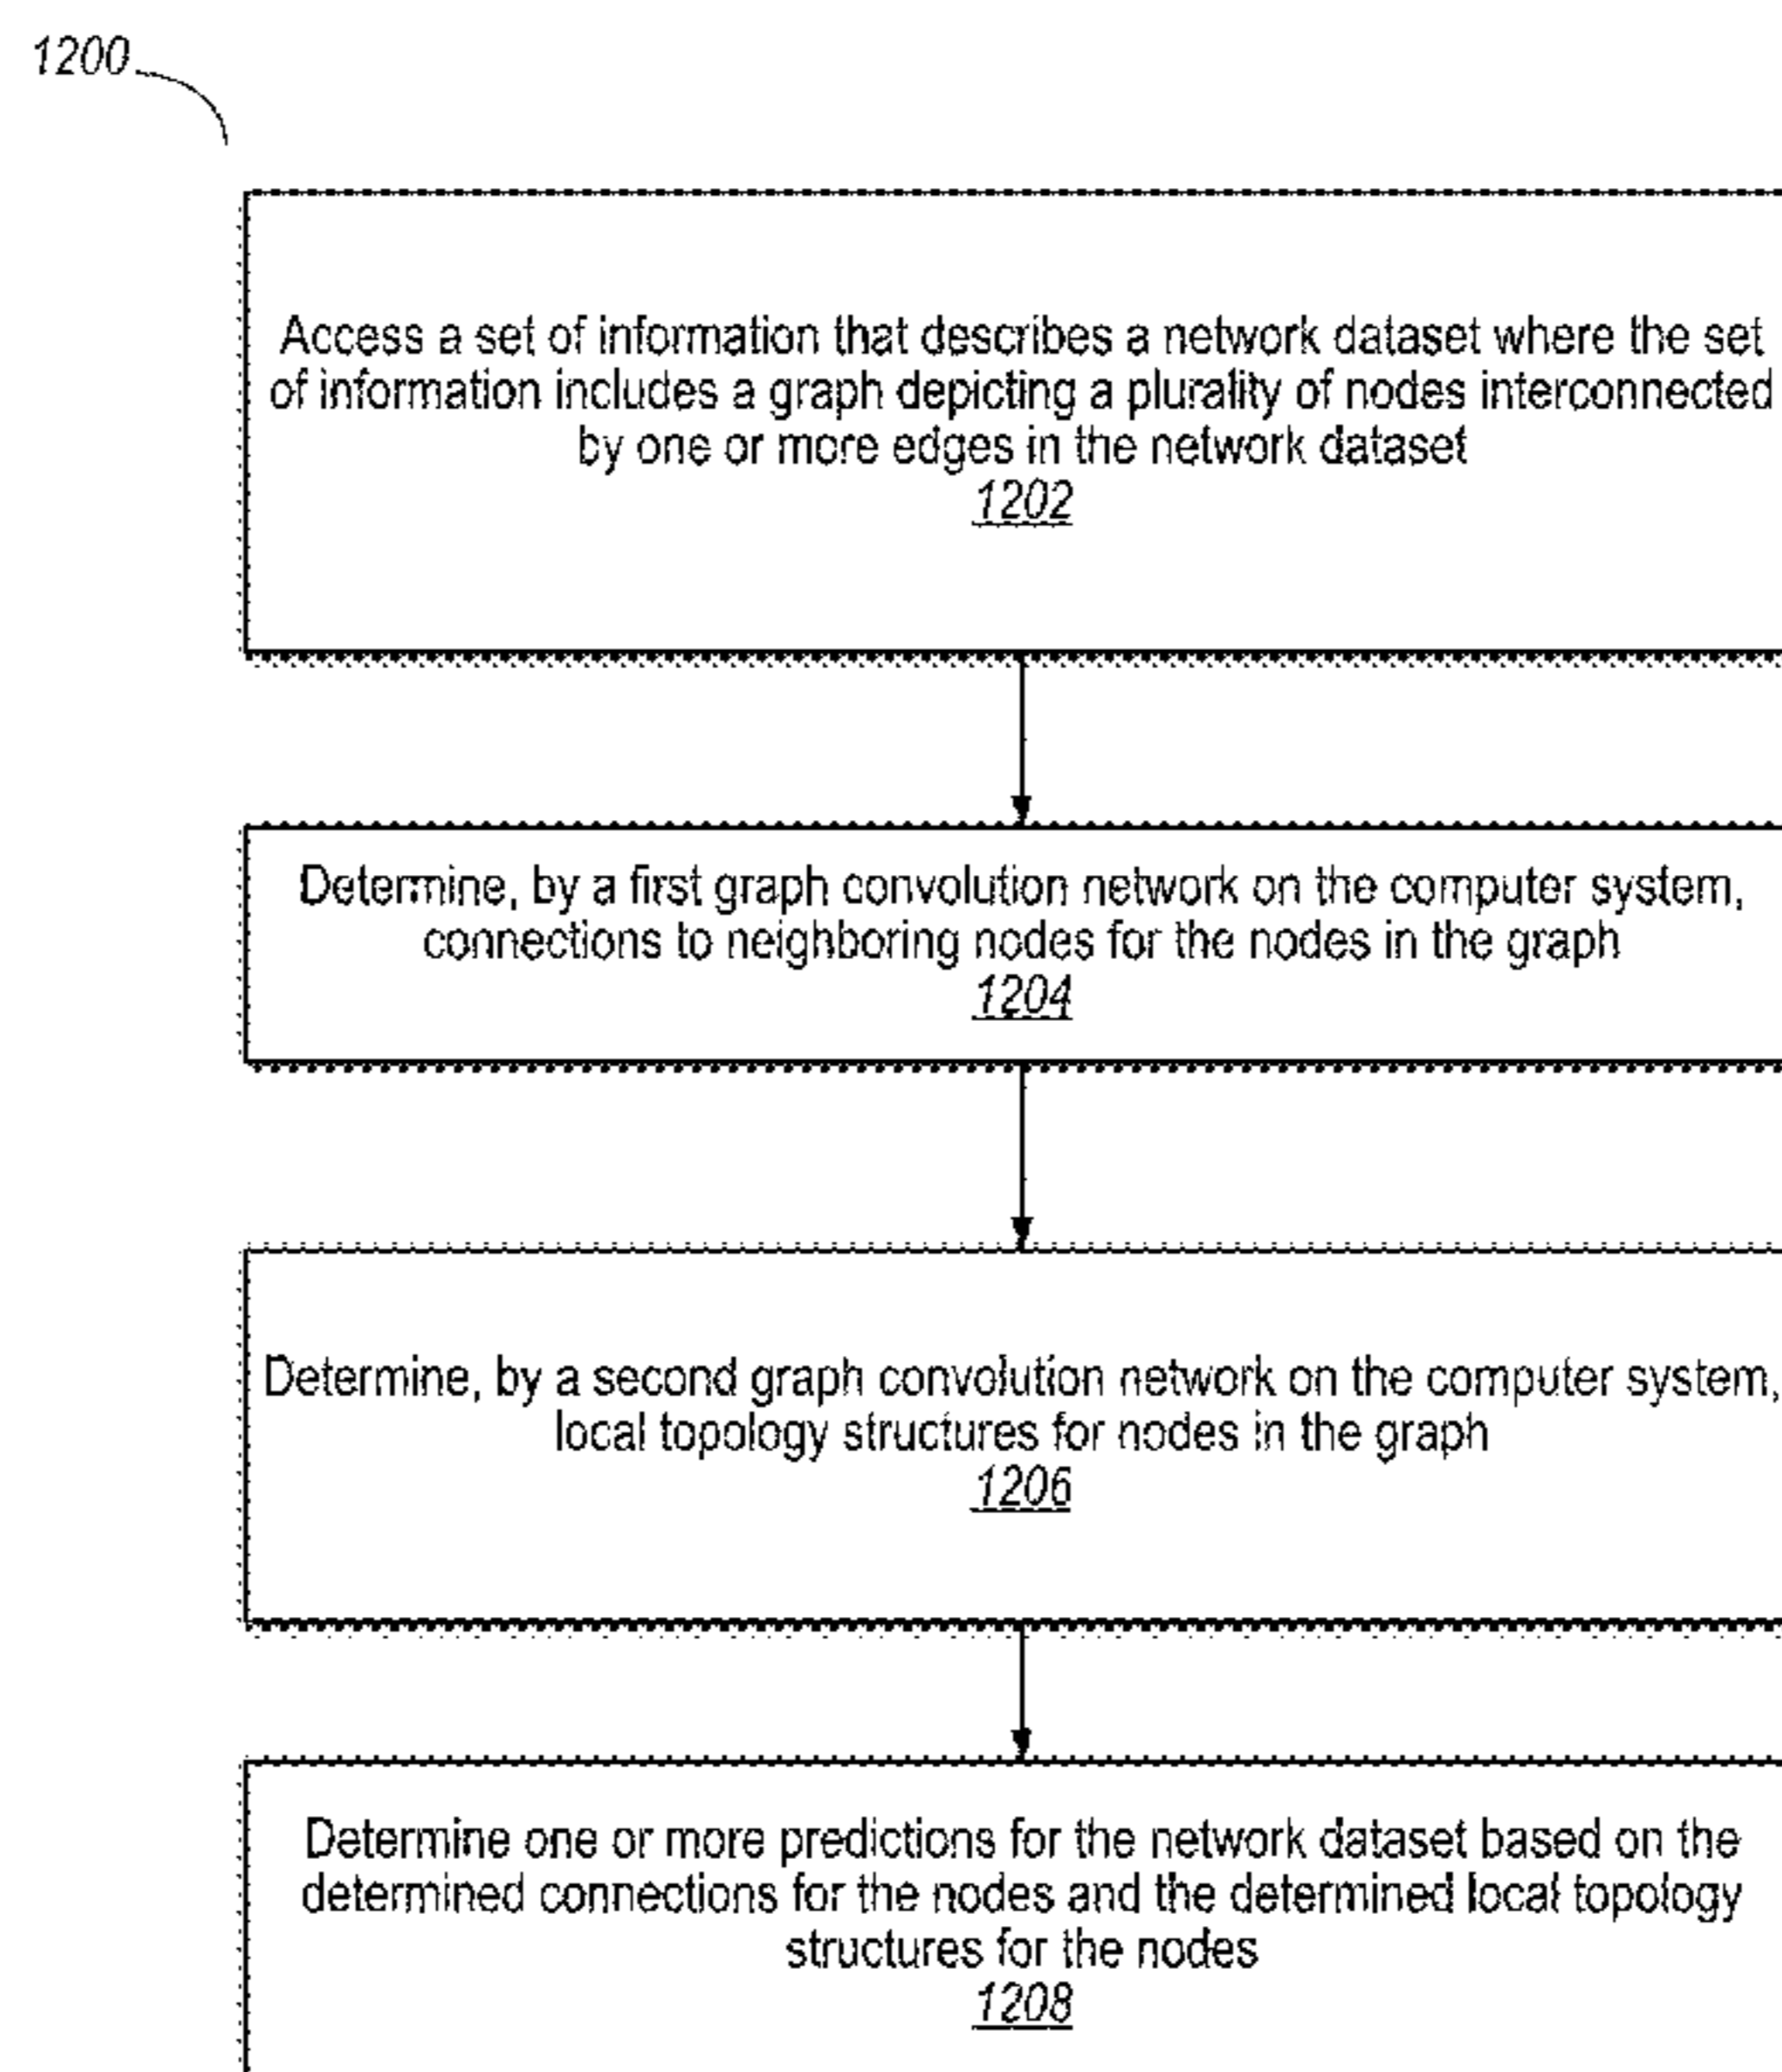 1200
Access a set of information that describes a network dataset where the set
of information includes a graph depicting a plurality of nodes interconnected
by one or more edges in the network dataset
1202
Determine, by a first graph convolution network on the computer system,
connections to neighboring nodes for the nodes in the graph
1204
Determine, by a second graph convolution network on the computer system,
local topology structures for nodes in the graph
1206
Determine one or more predictions for the network dataset based on the
determined connections for the nodes and the determined local topology
structures for the nodes
1208